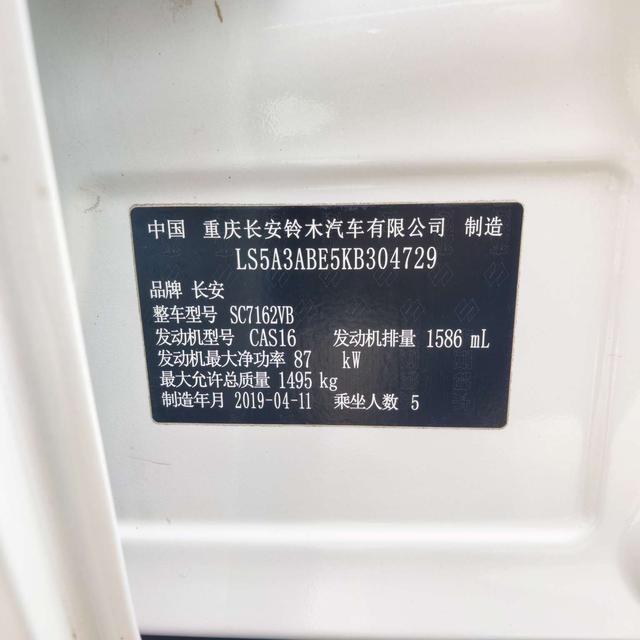 中国 重庆长安铃木汽车有限公司 制造
LS5A3ABE5KB304729
品牌 长安
整车型号 SC7162VB
发动机型号 CAS16 发动机排量 1586 mL
发动机最大净功率 87 kW
最大允许总质量 1495 kg
制造年月 2019-04-11 乘坐人数 5